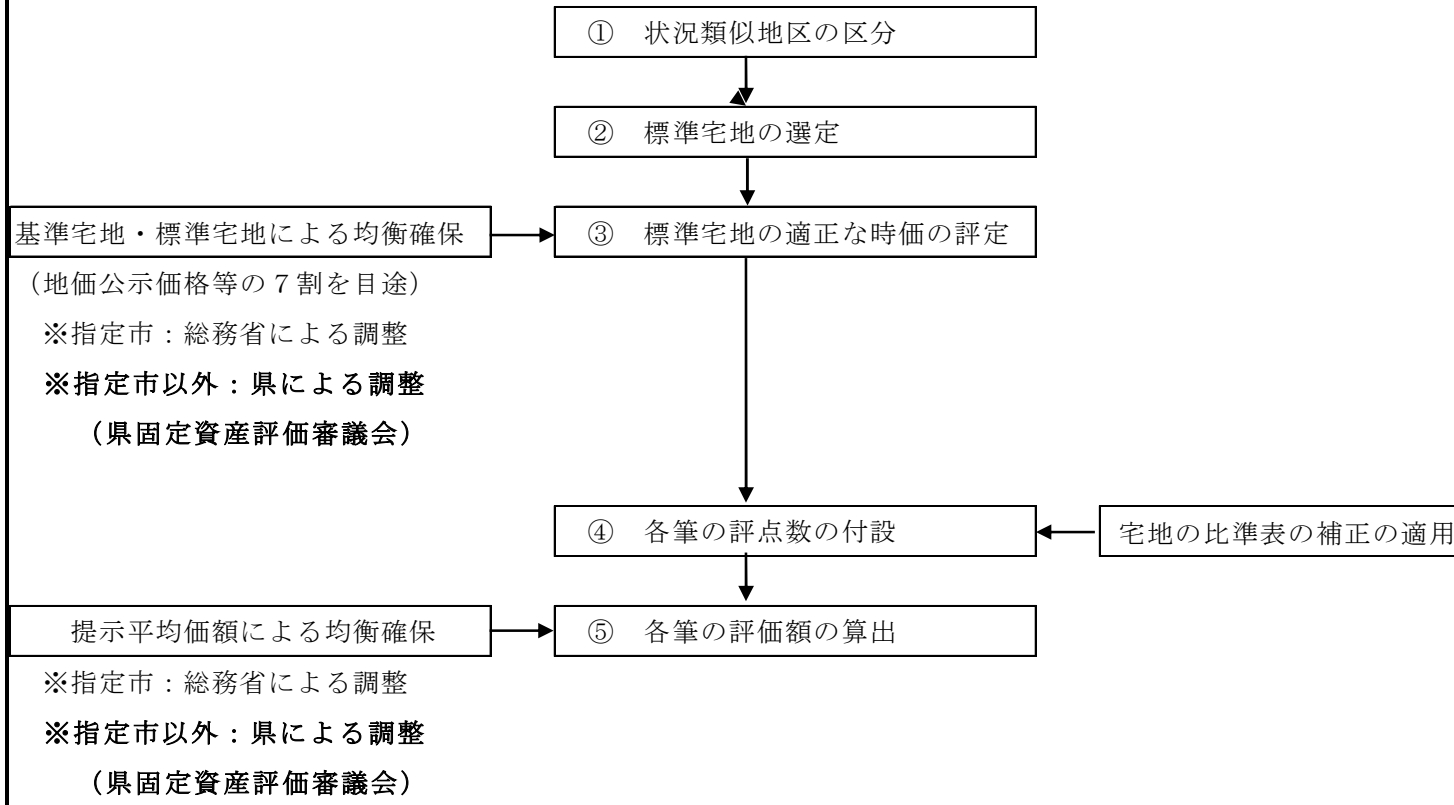 ① 状況類似地区の区分
② 標準宅地の選定
基準宅地・標準宅地による均衡確保
③ 標準宅地の適正な時価の評定
（地価公示価格等の７割を目途）
※指定市：総務省による調整
※指定市以外：県による調整
（県固定資産評価審議会）
④ 各筆の評点数の付設
宅地の比準表の補正の適用
提示平均価額による均衡確保
⑤ 各筆の評価額の算出
※指定市：総務省による調整
※指定市以外：県による調整
（県固定資産評価審議会）